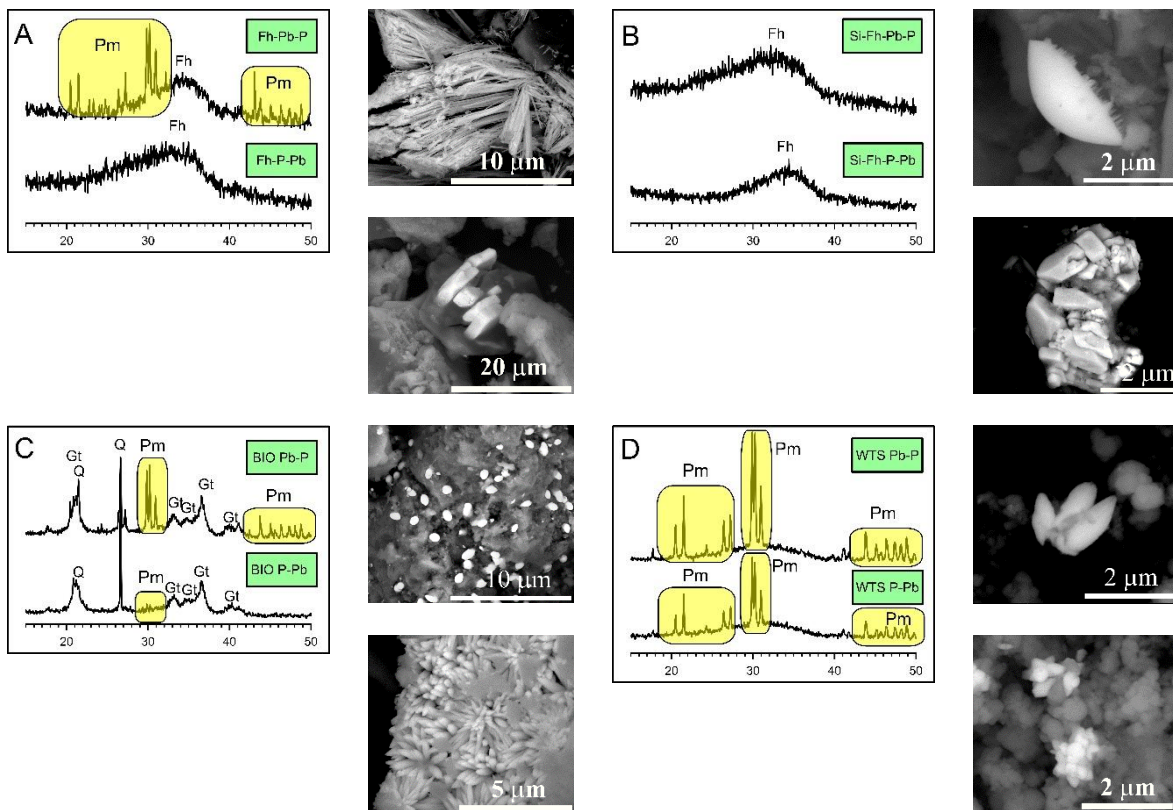 A
Fh-Pb-P
Pm
Fh
Pm
Fh
Fh-P-Pb
20 30 40 50
10 µm
20 µm
B
Si-Fh-Pb-P
Fh
Fh
Si-Fh-P-Pb
20 30 40 50
2 µm
2 µm
C
Gt
Q
Q
Pm
BIO Pb-P
Pm
Gt
Gt
Gt
Gt
BIO P-Pb
Q
Pm
Gt
Gt
Gt
Gt
20 30 40 50
10 µm
5 µm
D
Pm
WTS Pb-P
Pm
Pm
WTS P-Pb
Pm
Pm
Pm
20 30 40 50
2 µm
2 µm